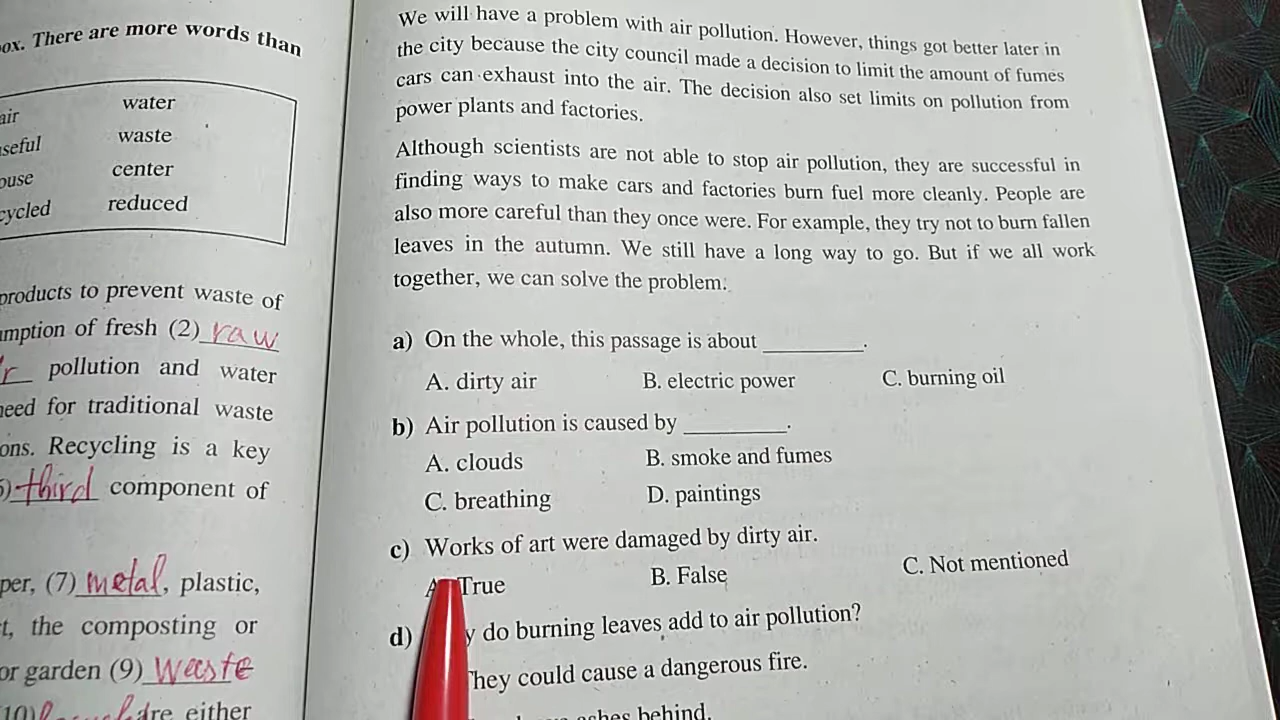 ox. There are more words than
air water
seful waste
ouse center
cycled reduced
products to prevent waste of
mption of fresh (2) raw
r pollution and water
need for traditional waste
ons. Recycling is a key
) third component of
per, (7) metal, plastic,
t, the composting or
or garden (9) waste
10) are either
We will have a problem with air pollution. However, things got better later in
the city because the city council made a decision to limit the amount of fumes
cars can exhaust into the air. The decision also set limits on pollution from
power plants and factories.
Although scientists are not able to stop air pollution, they are successful in
finding ways to make cars and factories burn fuel more cleanly. People are
also more careful than they once were. For example, they try not to burn fallen
leaves in the autumn. We still have a long way to go. But if we all work
together, we can solve the problem.
a) On the whole, this passage is about ________.
A. dirty air B. electric power C. burning oil
b) Air pollution is caused by ________.
A. clouds B. smoke and fumes
C. breathing D. paintings
c) Works of art were damaged by dirty air.
A. True B. False C. Not mentioned
d) y do burning leaves add to air pollution?
They could cause a dangerous fire.
ashes behind.